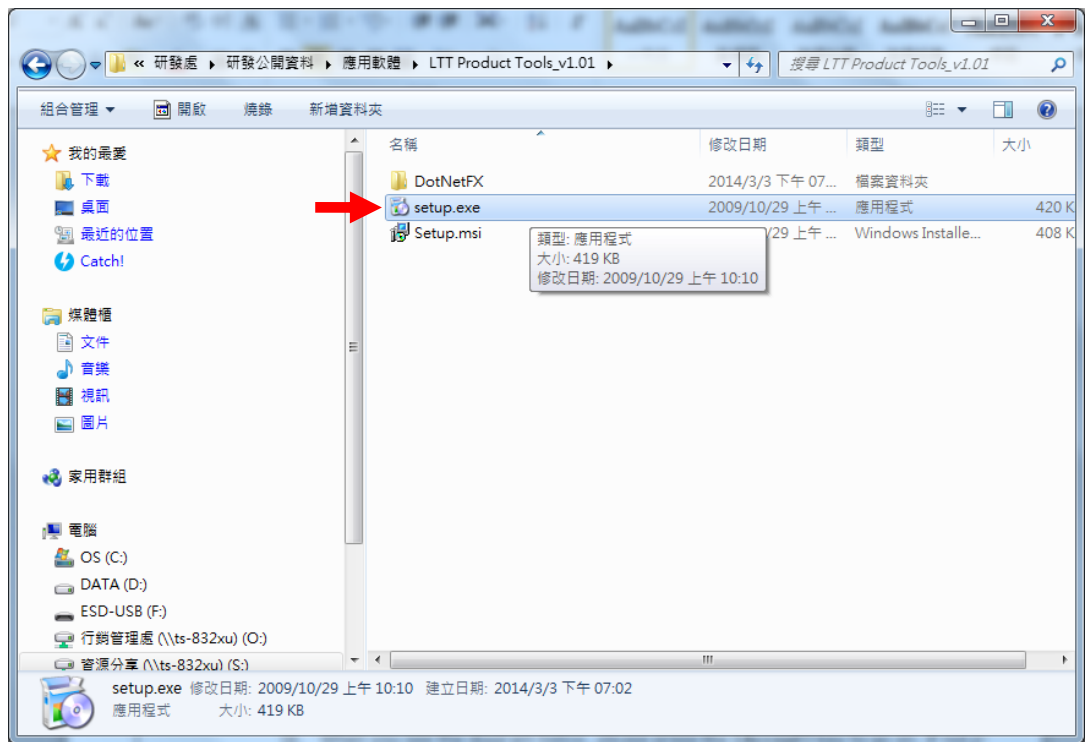 « 研發處 ▸ 研發公開資料 ▸ 應用軟體 ▸ LTT Product Tools_v1.01 ▸
搜尋 LTT Product Tools_v1.01
組合管理 ▼ 開啟 燒錄 新增資料夾
名稱 修改日期 類型 大小
我的最愛
下載
桌面
最近的位置
Catch!
媒體櫃
文件
音樂
視訊
圖片
家用群組
電腦
OS (C:)
DATA (D:)
ESD-USB (F:)
行銷管理處 (\\ts-832xu) (O:)
資源分享 (\\ts-832xu) (S:)
DotNetFX 2014/3/3 下午 07... 檔案資料夾
setup.exe 2009/10/29 上午 ... 應用程式 420 K
Setup.msi /29 上午 ... Windows Installe... 408 K
類型: 應用程式
大小: 419 KB
修改日期: 2009/10/29 上午 10:10
setup.exe 修改日期: 2009/10/29 上午 10:10 建立日期: 2014/3/3 下午 07:02
應用程式 大小: 419 KB